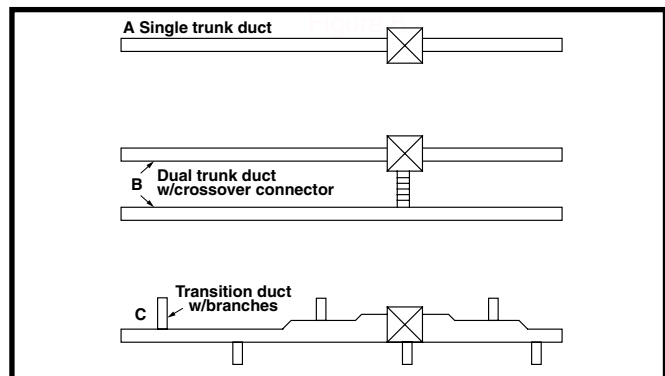 A Single trunk duct
B
Dual trunk duct
w/crossover connector
C
Transition duct
w/branches